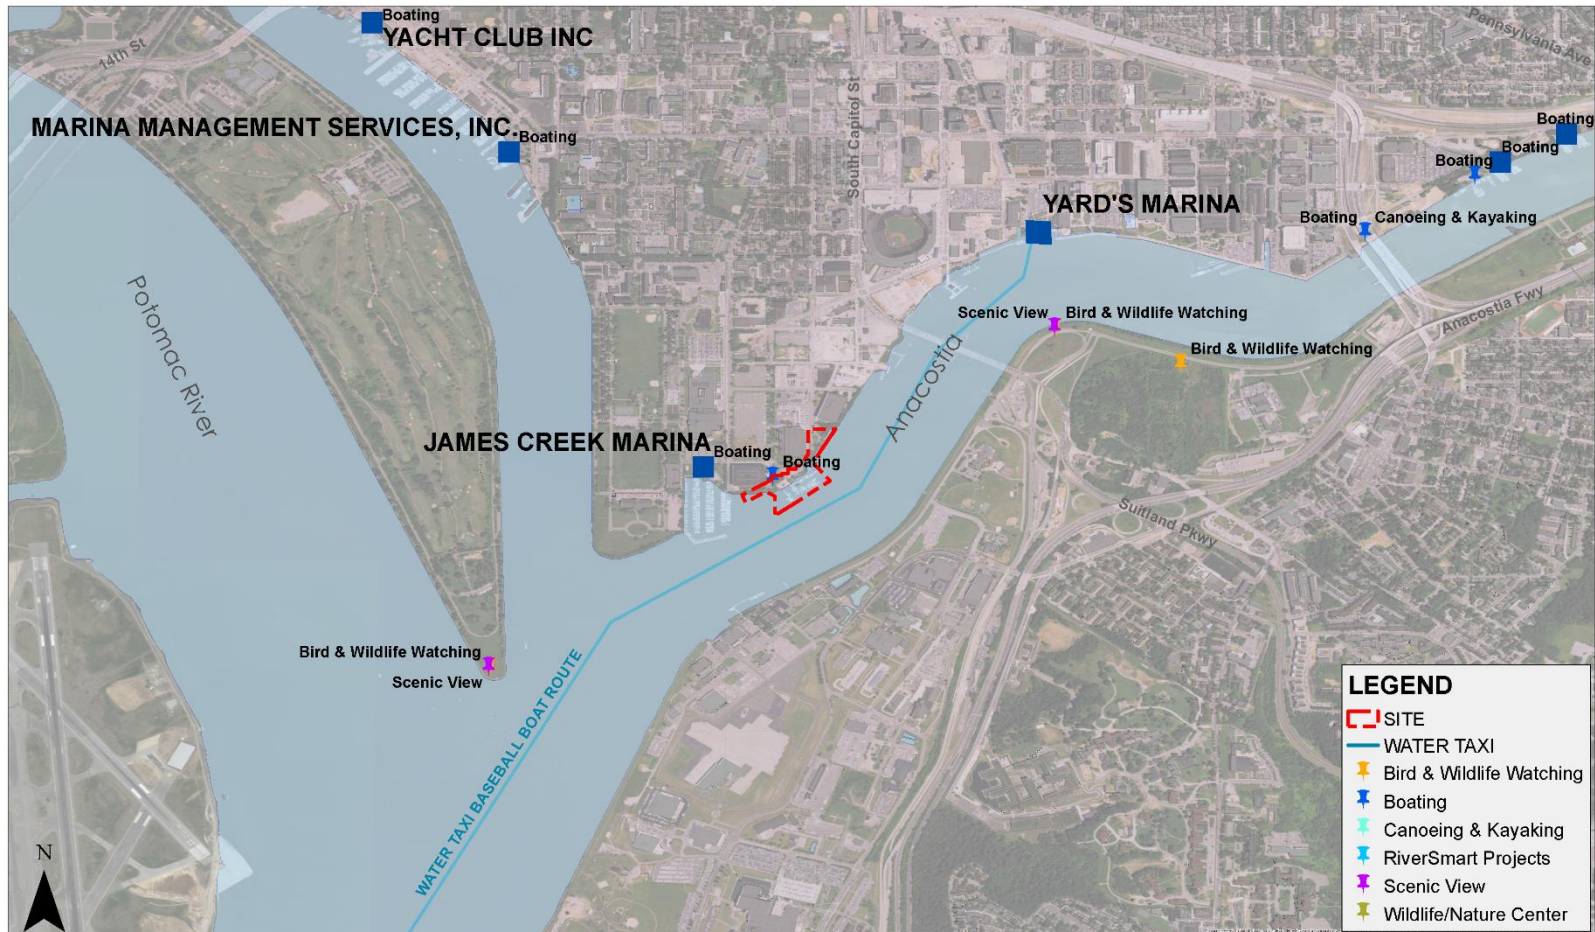 Boating
YACHT CLUB INC
14th St
Pennsylvania Ave
MARINA MANAGEMENT SERVICES, INC.
Boating
South Capitol St
Boating
Boating
Boating
YARD'S MARINA
Boating
Canoeing & Kayaking
Potomac River
Scenic View
Bird & Wildlife Watching
Anacostia Fwy
Bird & Wildlife Watching
Anacostia
JAMES CREEK MARINA
Boating
Boating
Suitland Pkwy
Bird & Wildlife Watching
Scenic View
WATER TAXI BASEBALL BOAT ROUTE
N
LEGEND
SITE
WATER TAXI
Bird & Wildlife Watching
Boating
Canoeing & Kayaking
RiverSmart Projects
Scenic View
Wildlife/Nature Center